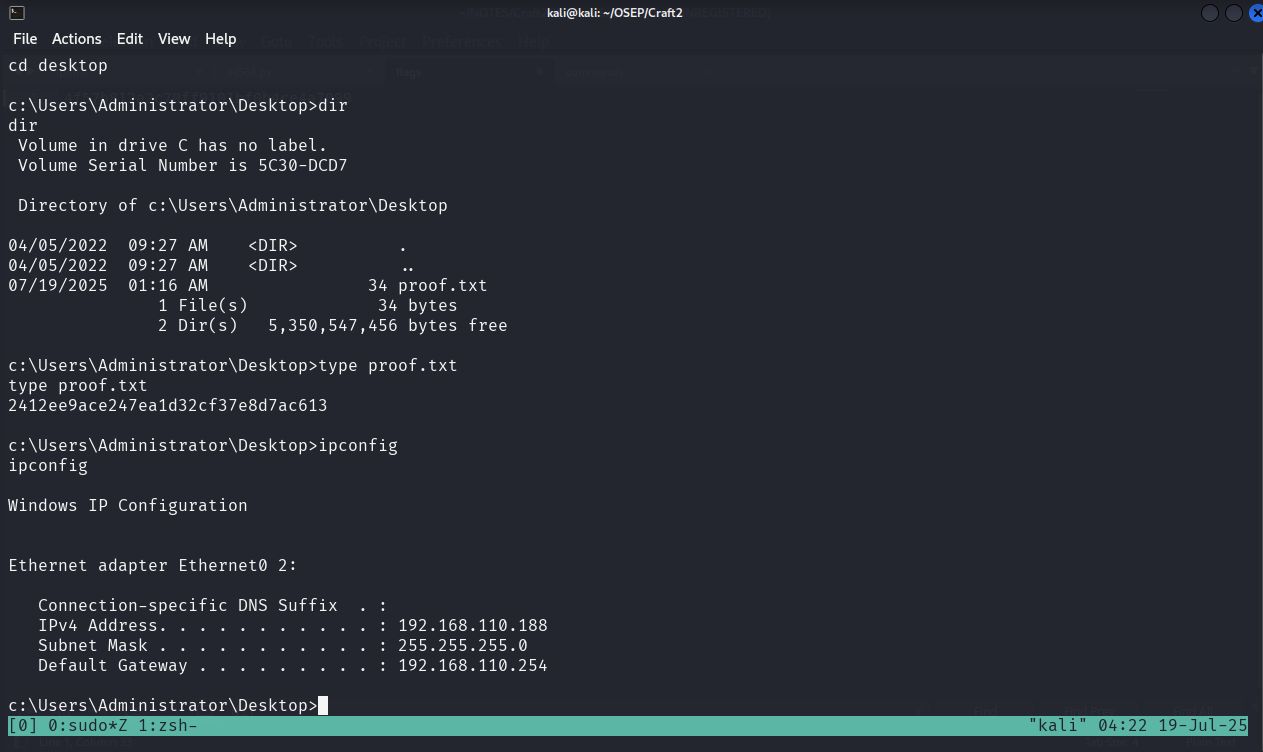 kali@kali: ~/OSEP/Craft2
File Actions Edit View Help
cd desktop
c:\Users\Administrator\Desktop>dir
dir
 Volume in drive C has no label.
 Volume Serial Number is 5C30-DCD7
 Directory of c:\Users\Administrator\Desktop
04/05/2022  09:27 AM    <DIR>          .
04/05/2022  09:27 AM    <DIR>          ..
07/19/2025  01:16 AM                34 proof.txt
               1 File(s)             34 bytes
               2 Dir(s)   5,350,547,456 bytes free
c:\Users\Administrator\Desktop>type proof.txt
type proof.txt
2412ee9ace247ea1d32cf37e8d7ac613
c:\Users\Administrator\Desktop>ipconfig
ipconfig
Windows IP Configuration
Ethernet adapter Ethernet0 2:
   Connection-specific DNS Suffix  . :
   IPv4 Address. . . . . . . . . . . : 192.168.110.188
   Subnet Mask . . . . . . . . . . . : 255.255.255.0
   Default Gateway . . . . . . . . . : 192.168.110.254
c:\Users\Administrator\Desktop>
[0] 0:sudo*Z 1:zsh- "kali" 04:22 19-Jul-25